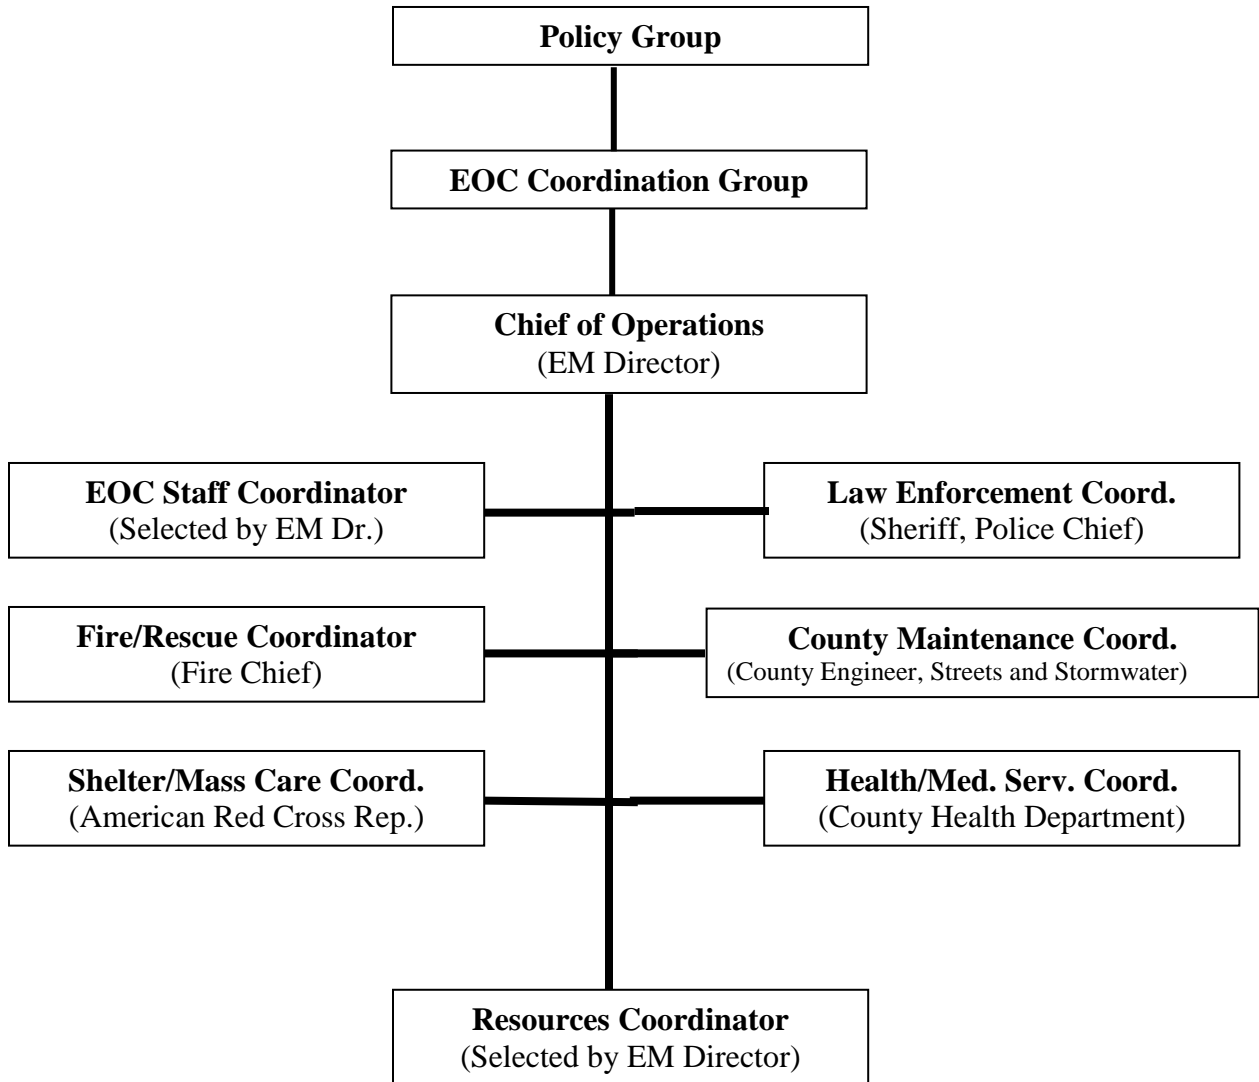 Policy Group
EOC Coordination Group
Chief of Operations
(EM Director)
EOC Staff Coordinator
(Selected by EM Dr.)
Law Enforcement Coord.
(Sheriff, Police Chief)
Fire/Rescue Coordinator
(Fire Chief)
County Maintenance Coord.
(County Engineer, Streets and Stormwater)
Shelter/Mass Care Coord.
(American Red Cross Rep.)
Health/Med. Serv. Coord.
(County Health Department)
Resources Coordinator
(Selected by EM Director)